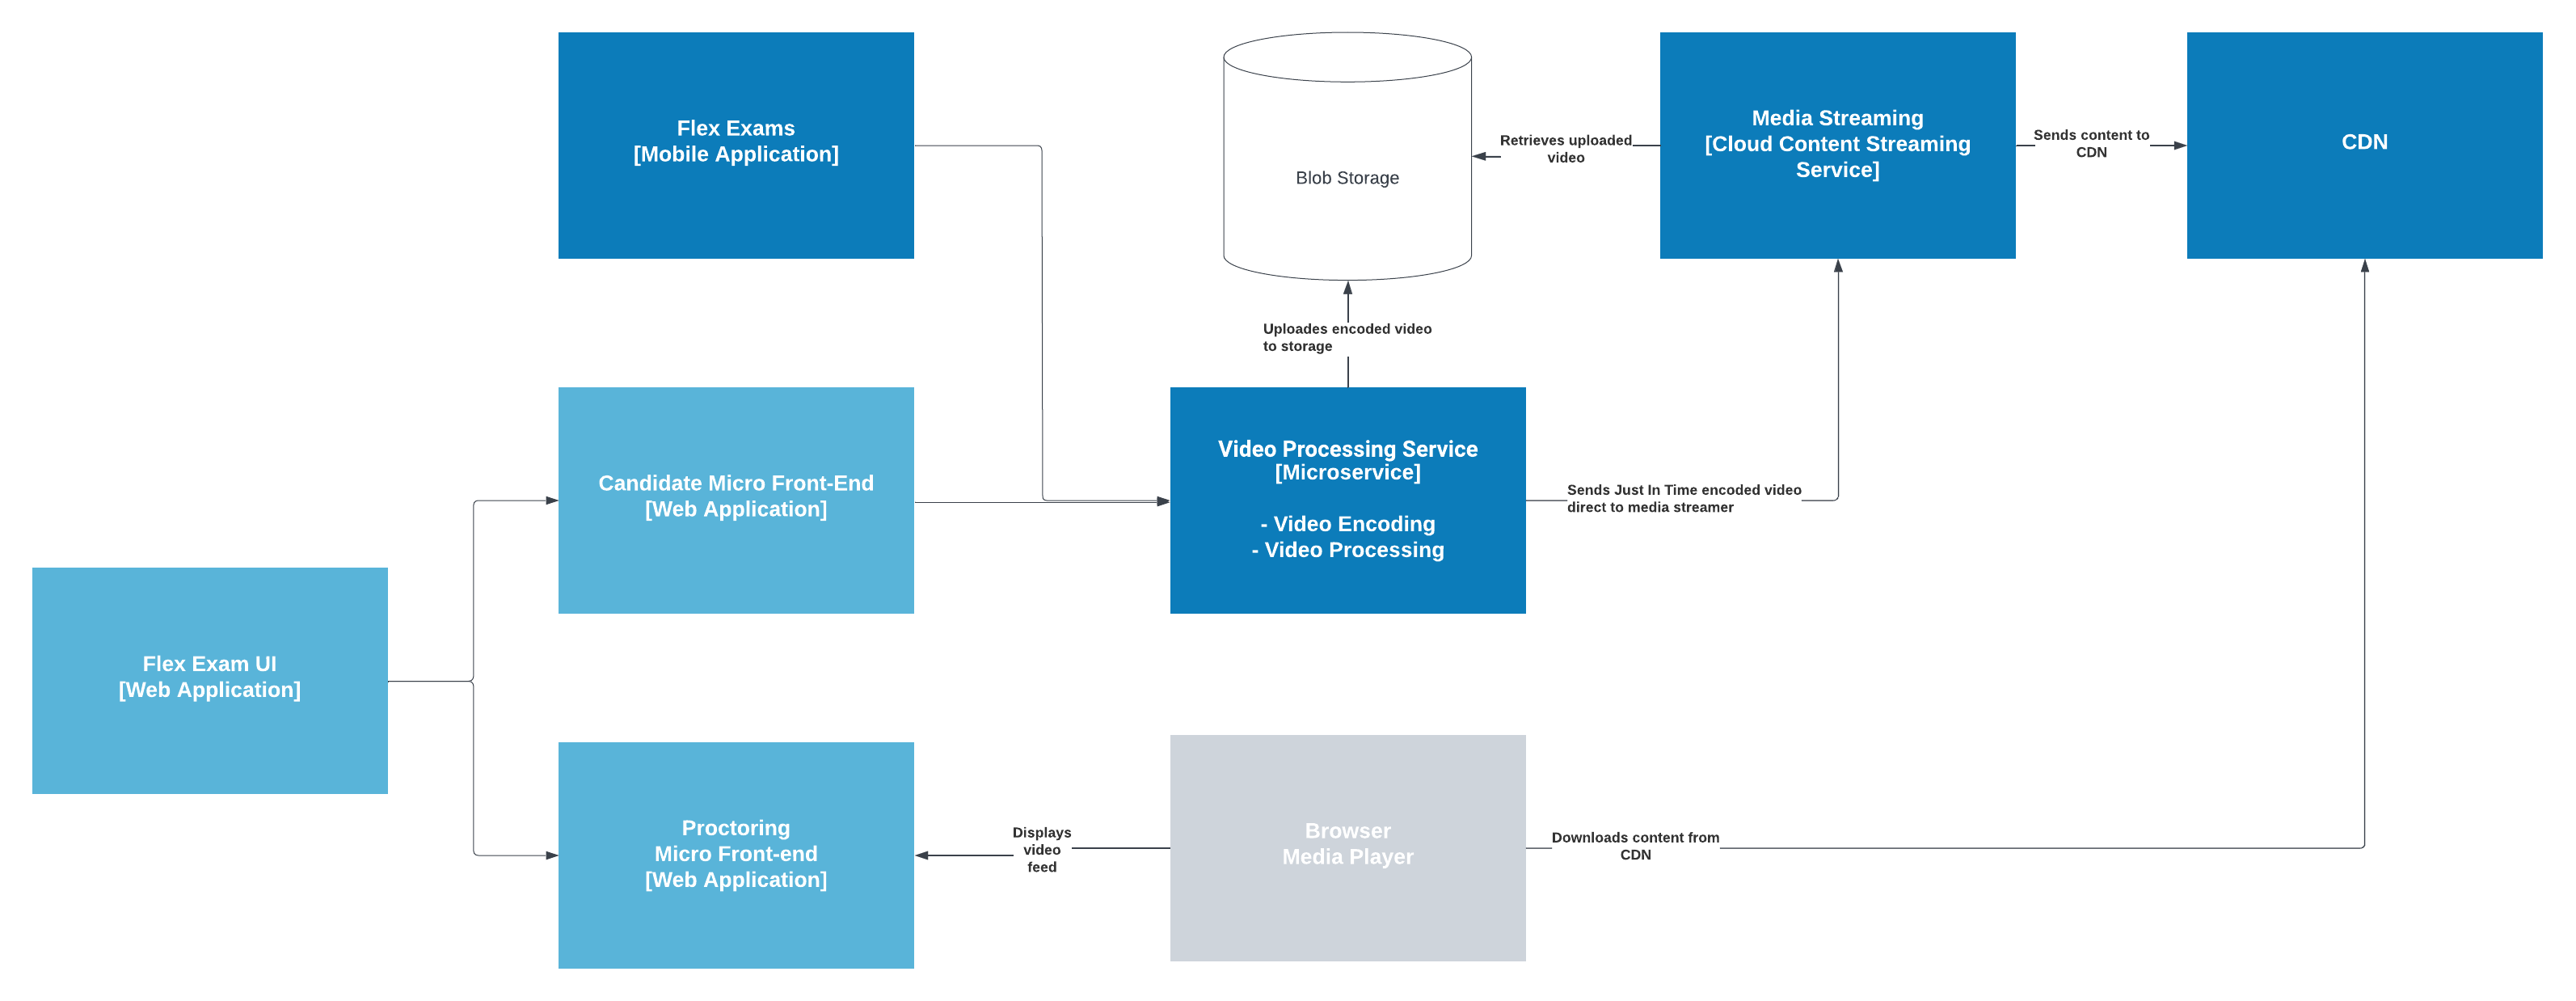 Flex Exams
[Mobile Application]
Blob Storage
Retrieves uploaded
video
Media Streaming
[Cloud Content Streaming
Service]
Sends content to
CDN
CDN
Uploades encoded video
to storage
Candidate Micro Front-End
[Web Application]
Video Processing Service
[Microservice]
- Video Encoding
- Video Processing
Sends Just In Time encoded video
direct to media streamer
Flex Exam UI
[Web Application]
Proctoring
Micro Front-end
[Web Application]
Displays
video
feed
Browser
Media Player
Downloads content from
CDN